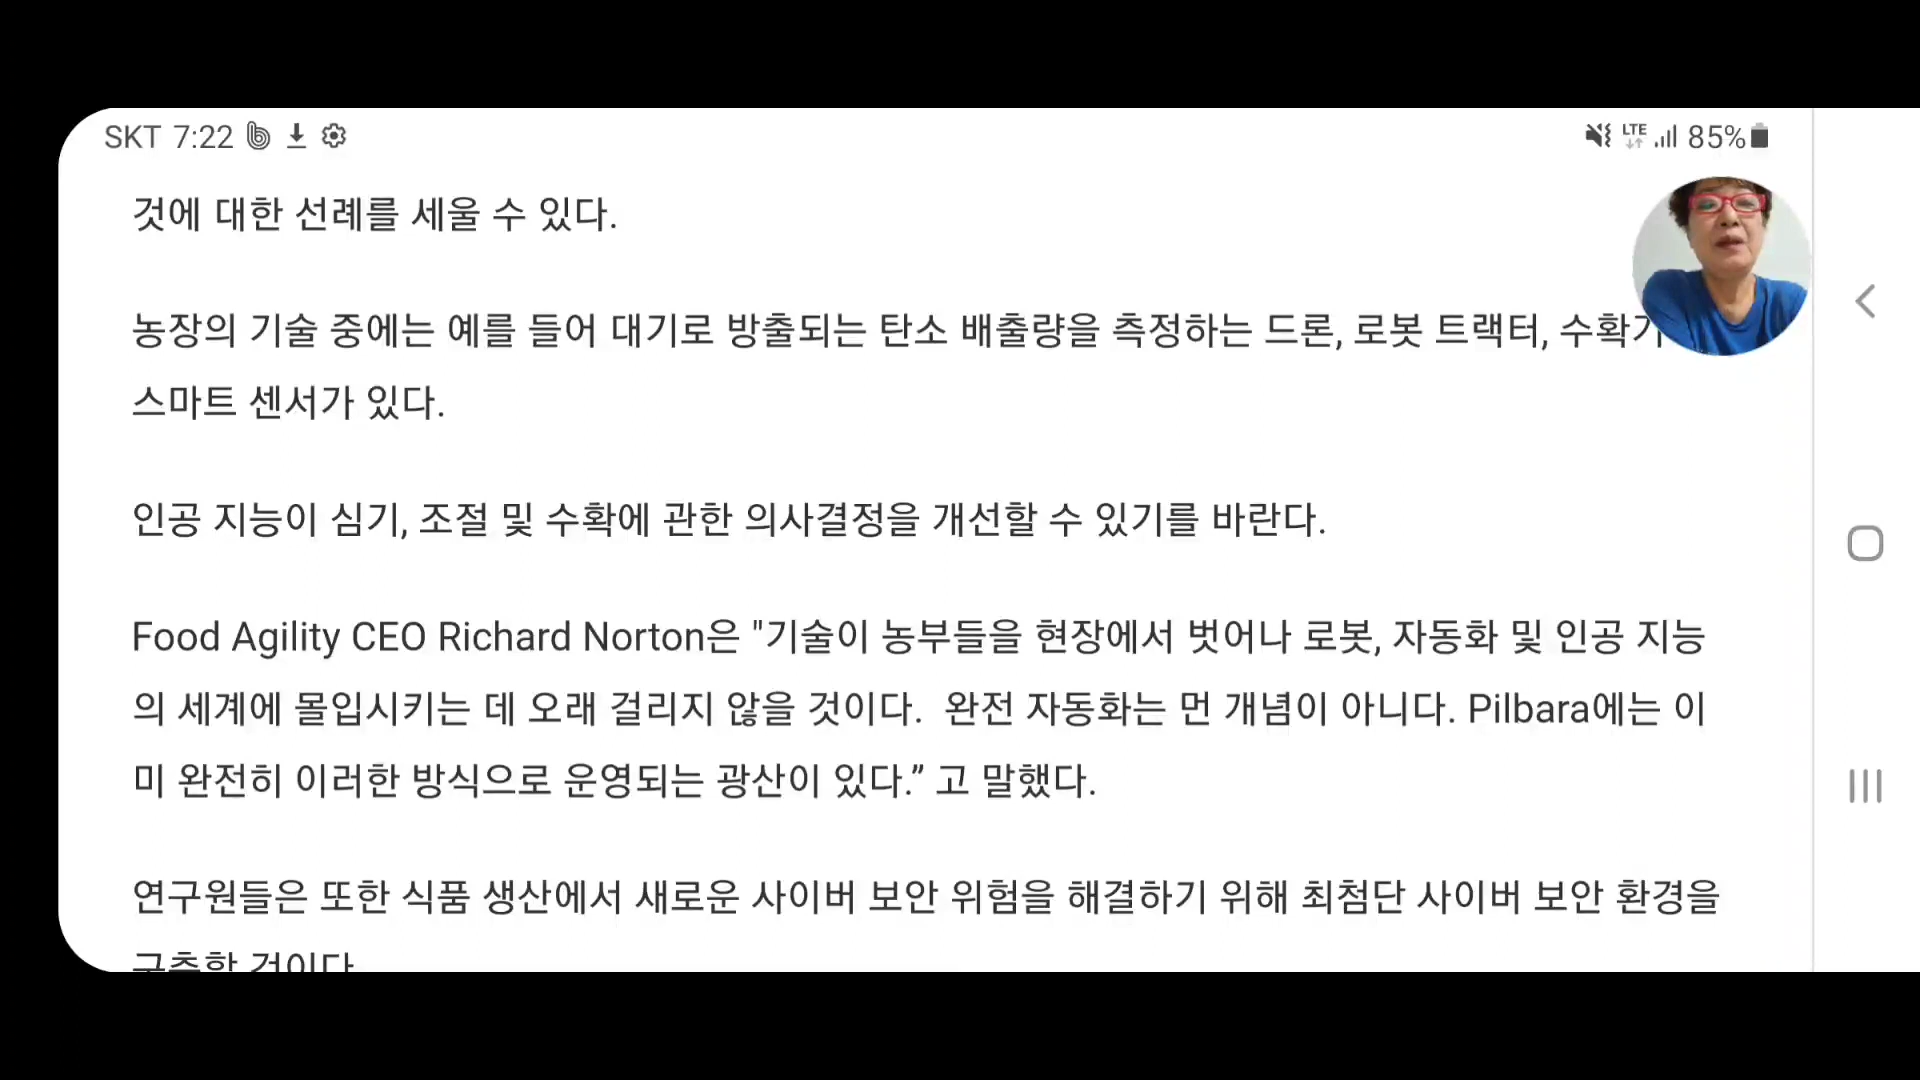 SKT 7:22
LTE 85%
것에 대한 선례를 세울 수 있다.
농장의 기술 중에는 예를 들어 대기로 방출되는 탄소 배출량을 측정하는 드론, 로봇 트랙터, 수확기
스마트 센서가 있다.
인공 지능이 심기, 조절 및 수확에 관한 의사결정을 개선할 수 있기를 바란다.
Food Agility CEO Richard Norton은 "기술이 농부들을 현장에서 벗어나 로봇, 자동화 및 인공 지능
의 세계에 몰입시키는 데 오래 걸리지 않을 것이다. 완전 자동화는 먼 개념이 아니다. Pilbara에는 이
미 완전히 이러한 방식으로 운영되는 광산이 있다.” 고 말했다.
연구원들은 또한 식품 생산에서 새로운 사이버 보안 위험을 해결하기 위해 최첨단 사이버 보안 환경을
구축할 것이다